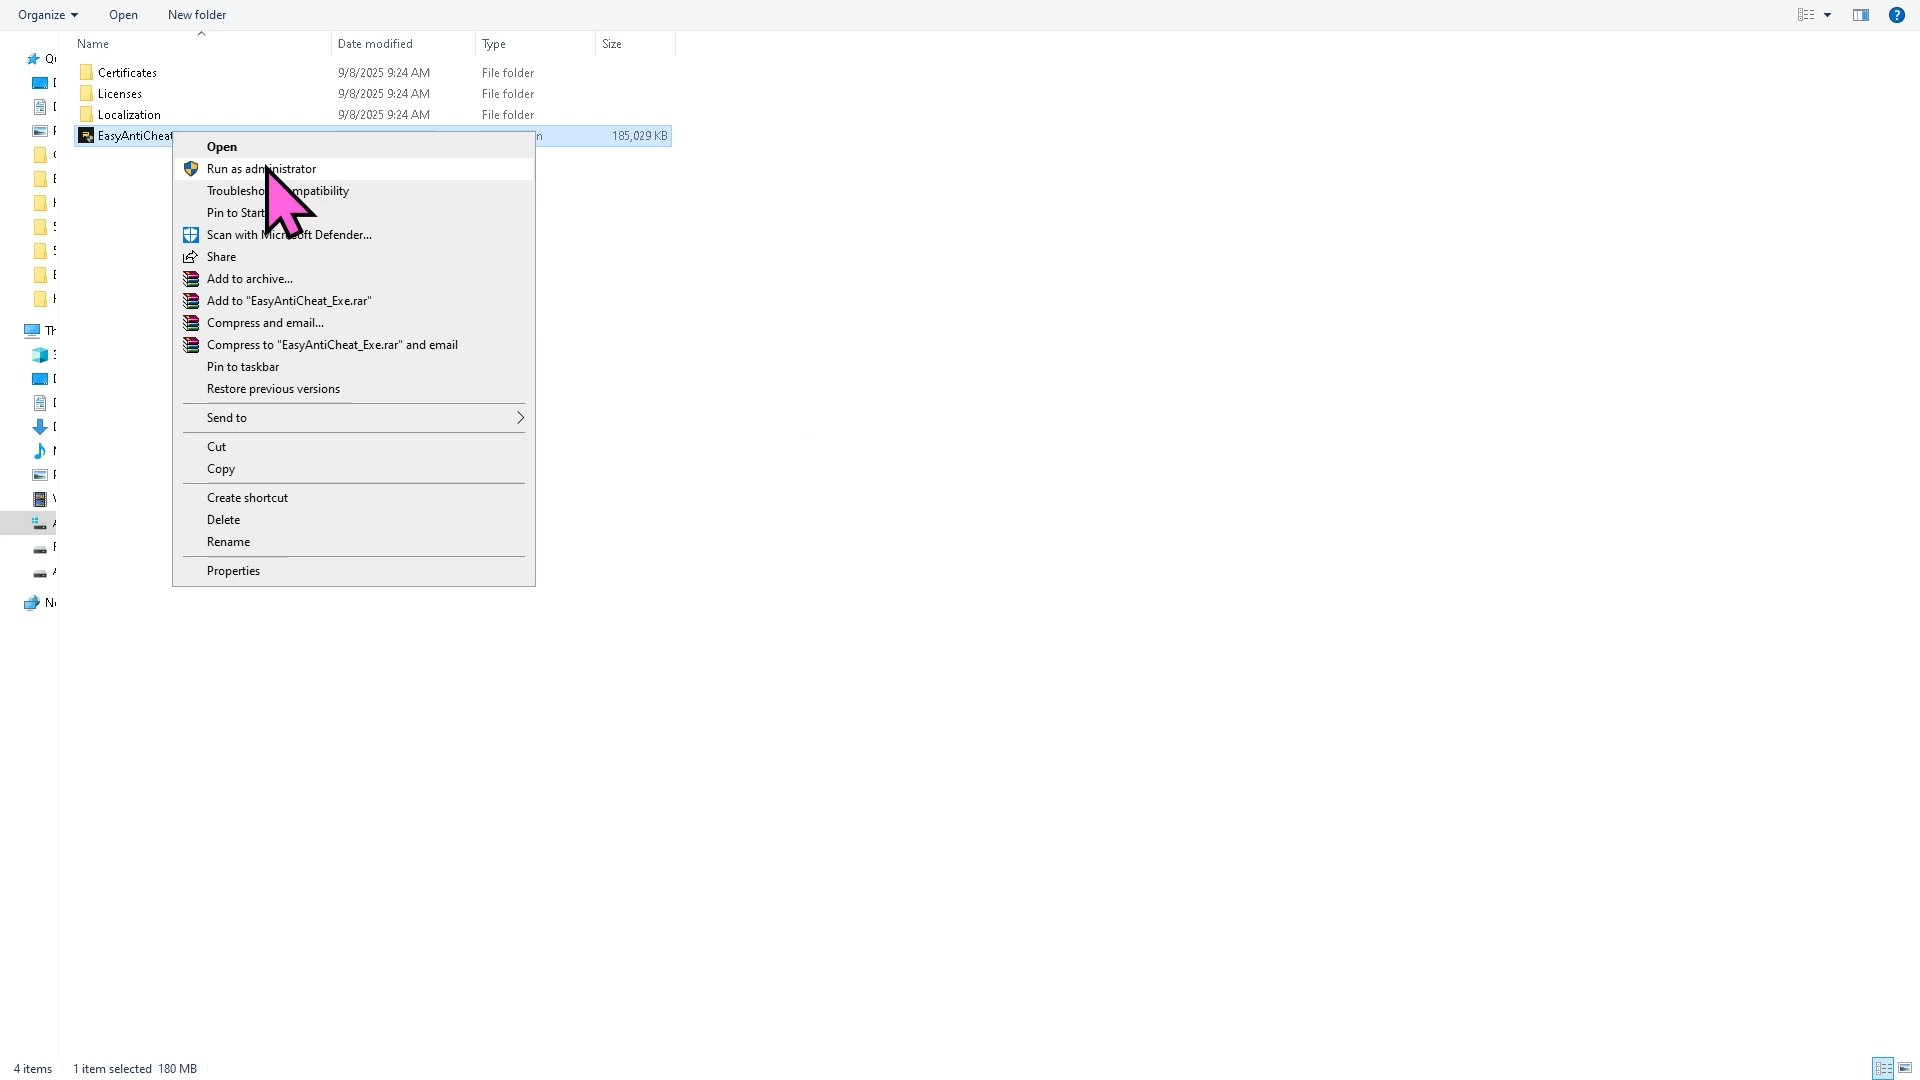 Organize
Open
New folder
Name
Date modified
Type
Size
Certificates
9/8/2025 9:24 AM
File folder
Licenses
9/8/2025 9:24 AM
File folder
Localization
9/8/2025 9:24 AM
File folder
EasyAntiCheat
185,029 KB
Open
Run as administrator
Pin to Start
Scan with Microsoft Defender...
Share
Add to archive...
Add to "EasyAntiCheat_Exe.rar"
Compress and email...
Compress to "EasyAntiCheat_Exe.rar" and email
Pin to taskbar
Restore previous versions
Send to
Cut
Copy
Create shortcut
Delete
Rename
Properties
4 items
1 item selected 180 MB